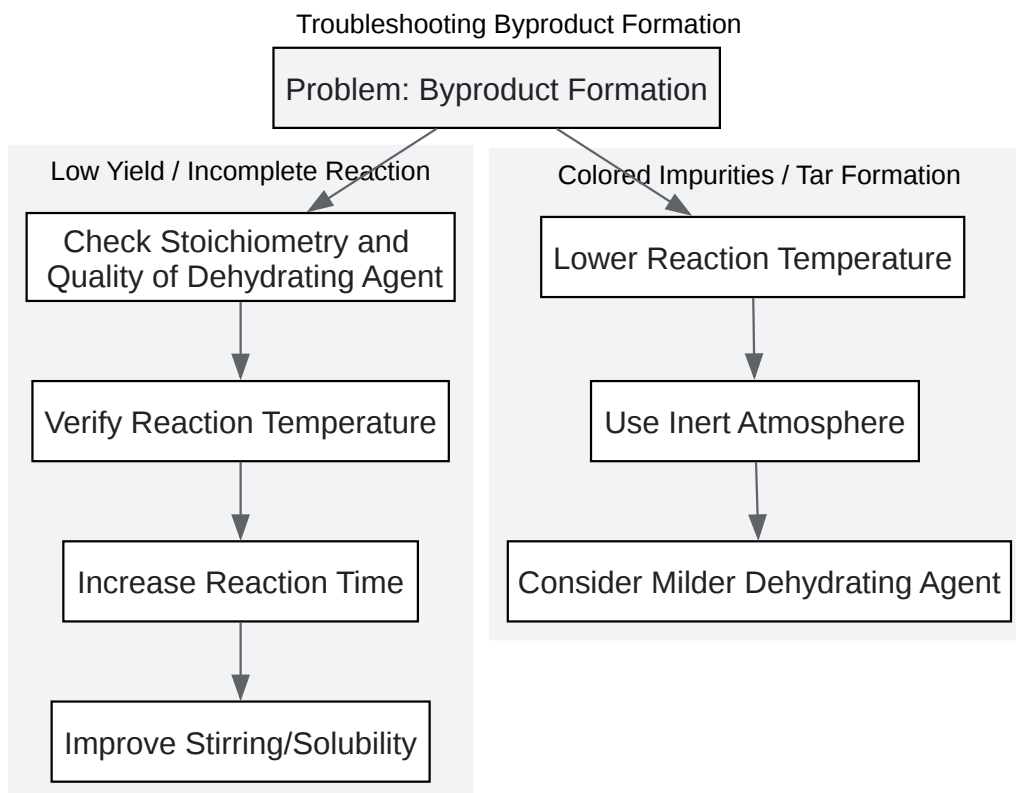 Troubleshooting Byproduct Formation
Problem: Byproduct Formation
Low Yield / Incomplete Reaction
Check Stoichiometry and
Quality of Dehydrating Agent
Verify Reaction Temperature
Increase Reaction Time
Improve Stirring/Solubility
Colored Impurities / Tar Formation
Lower Reaction Temperature
Use Inert Atmosphere
Consider Milder Dehydrating Agent